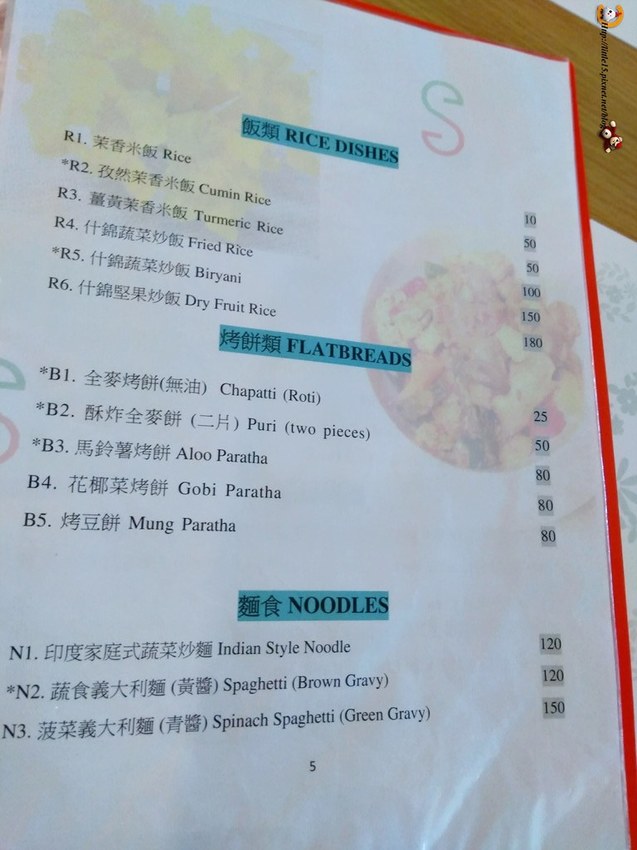 Http://little15.pixnet.net/blog
飯類 RICE DISHES
R1. 茉香米飯 Rice 10
*R2. 孜然茉香米飯 Cumin Rice 50
R3. 薑黃茉香米飯 Turmeric Rice 50
R4. 什錦蔬菜炒飯 Fried Rice 100
*R5. 什錦蔬菜炒飯 Biryani 150
R6. 什錦堅果炒飯 Dry Fruit Rice 180
烤餅類 FLATBREADS
*B1. 全麥烤餅(無油) Chapatti (Roti) 25
*B2. 酥炸全麥餅 (二片) Puri (two pieces) 50
*B3. 馬鈴薯烤餅 Aloo Paratha 80
B4. 花椰菜烤餅 Gobi Paratha 80
B5. 烤豆餅 Mung Paratha 80
麵食 NOODLES
N1. 印度家庭式蔬菜炒麵 Indian Style Noodle 120
*N2. 蔬食義大利麵 (黃醬) Spaghetti (Brown Gravy) 120
N3. 菠菜義大利麵 (青醬) Spinach Spaghetti (Green Gravy) 150
5